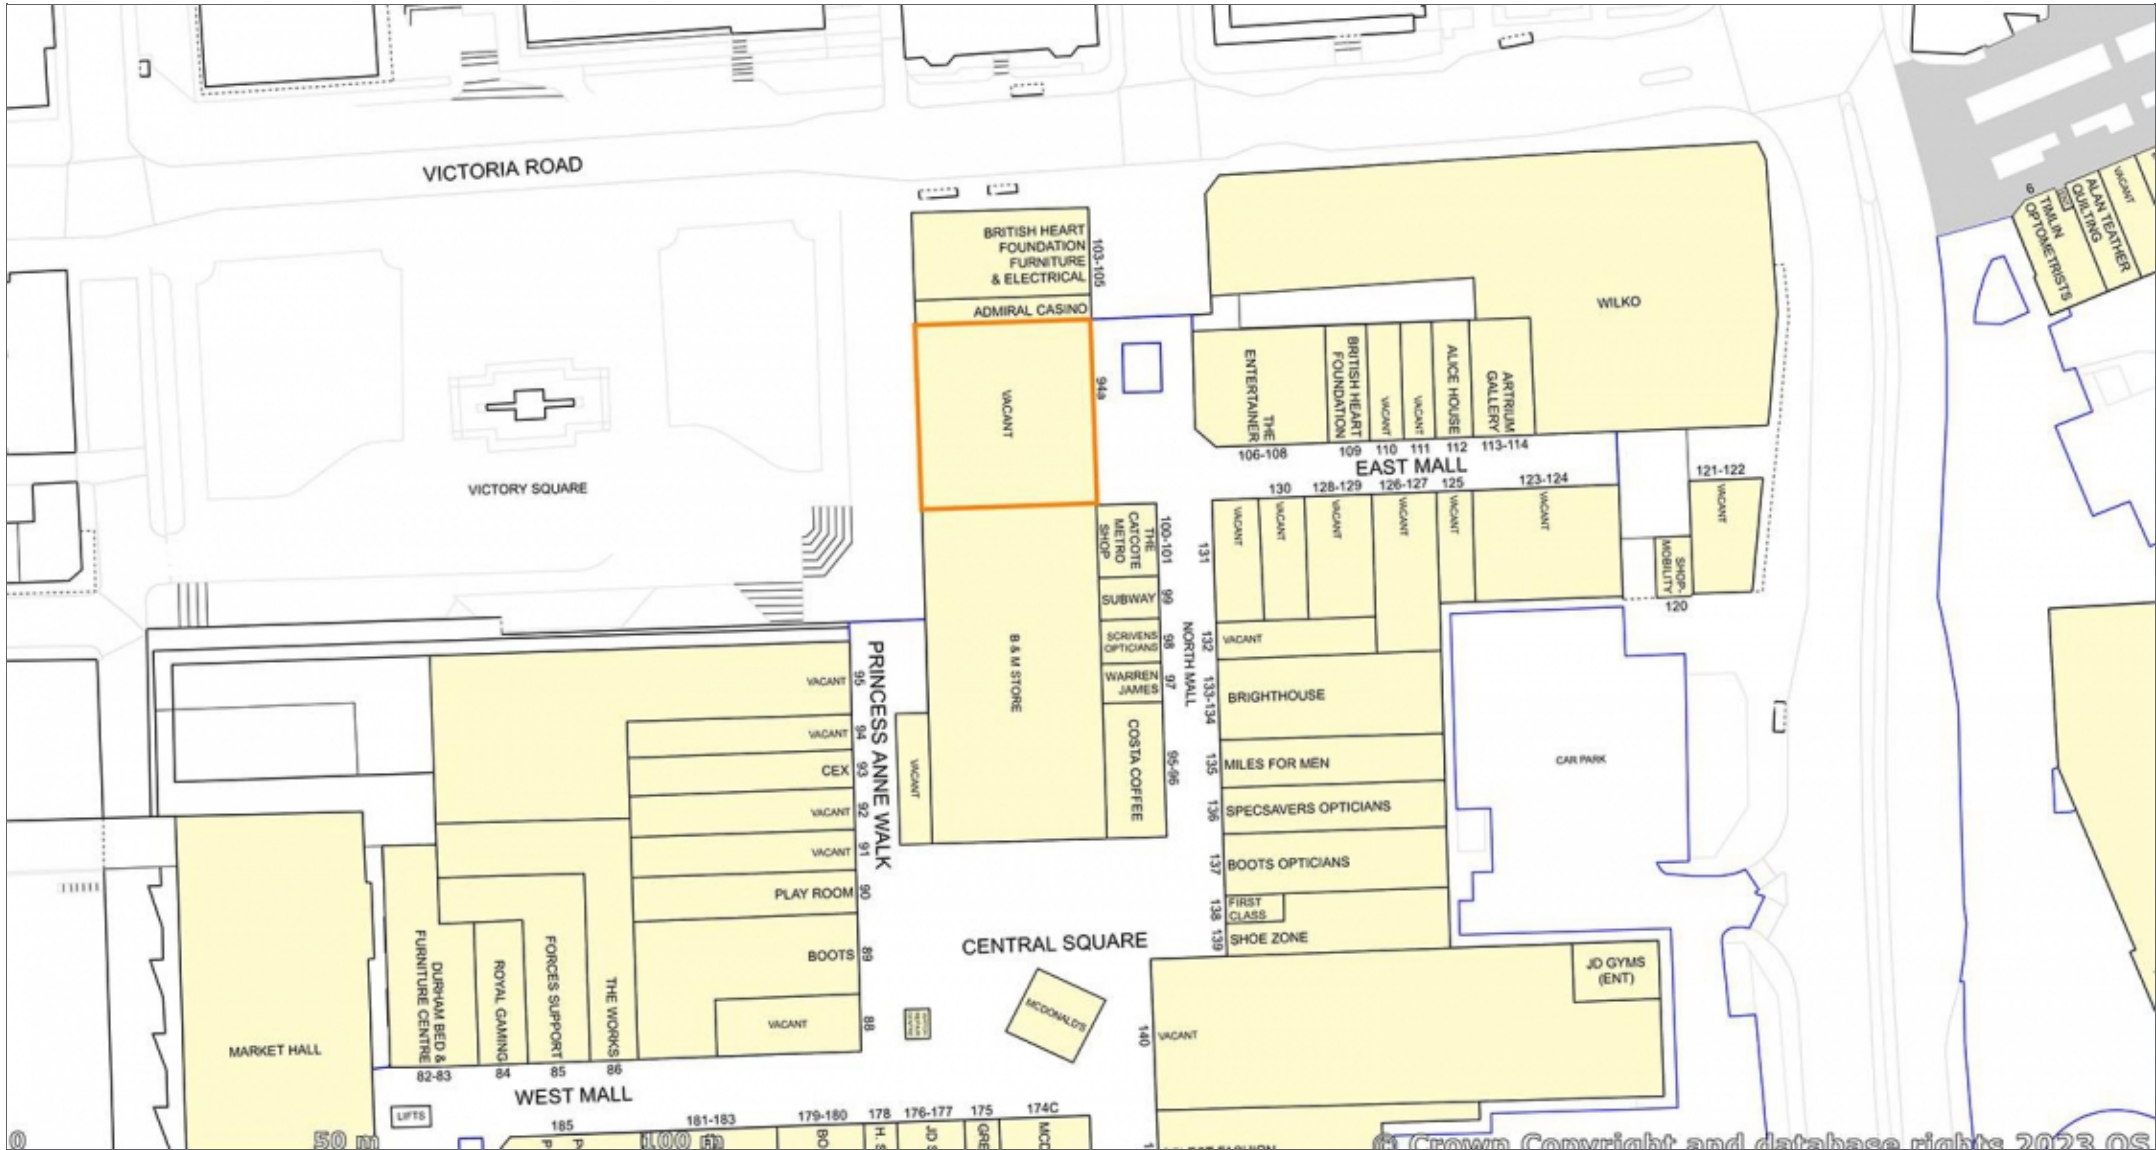 VICTORIA ROAD
BRITISH HEART
FOUNDATION
FURNITURE
& ELECTRICAL
103-105
ADMIRAL CASINO
VACANT
94a
WILKO
THE
ENTERTAINER
106-108
BRITISH HEART
FOUNDATION
109
VACANT
110
VACANT
111
ALICE HOUSE
112
ARTRIUM
GALLERY
113-114
6
TIMLIN
OPTOMETRISTS
ALAN TEATHER
QUILTING
VACANT
VICTORY SQUARE
EAST MALL
130
128-129
126-127
125
123-124
121-122
VACANT
VACANT
VACANT
VACANT
VACANT
VACANT
VACANT
SHOP-
MOBILITY
120
131
THE
CATCOTE
METRO
SHOP
100-101
SUBWAY
99
SCRIVENS
OPTICIANS
98
WARREN
JAMES
97
COSTA COFFEE
95-96
NORTH MALL
B & M STORE
VACANT
132
VACANT
133-134
BRIGHTHOUSE
135
MILES FOR MEN
136
SPECSAVERS OPTICIANS
137
BOOTS OPTICIANS
138
FIRST
CLASS
139
SHOE ZONE
CAR PARK
PRINCESS ANNE WALK
VACANT
95
VACANT
94
CEX
93
VACANT
92
VACANT
91
PLAY ROOM
90
BOOTS
89
VACANT
88
CENTRAL SQUARE
MCDONALD'S
JD GYMS
(ENT)
140
VACANT
MARKET HALL
DURHAM BED &
FURNITURE CENTRE
82-83
ROYAL GAMING
84
FORCES SUPPORT
85
THE WORKS
86
WEST MALL
LIFTS
185
181-183
179-180
178
176-177
175
174C
0
50 m
100 m
© Crown Copyright and database rights 2023 OS